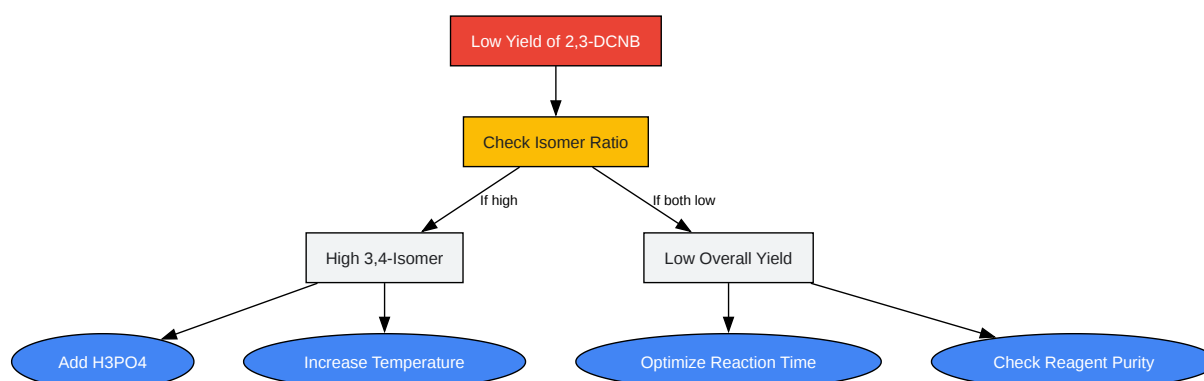 Low Yield of 2,3-DCNB
Check Isomer Ratio
If high
If both low
High 3,4-Isomer
Low Overall Yield
Add H3PO4
Increase Temperature
Optimize Reaction Time
Check Reagent Purity